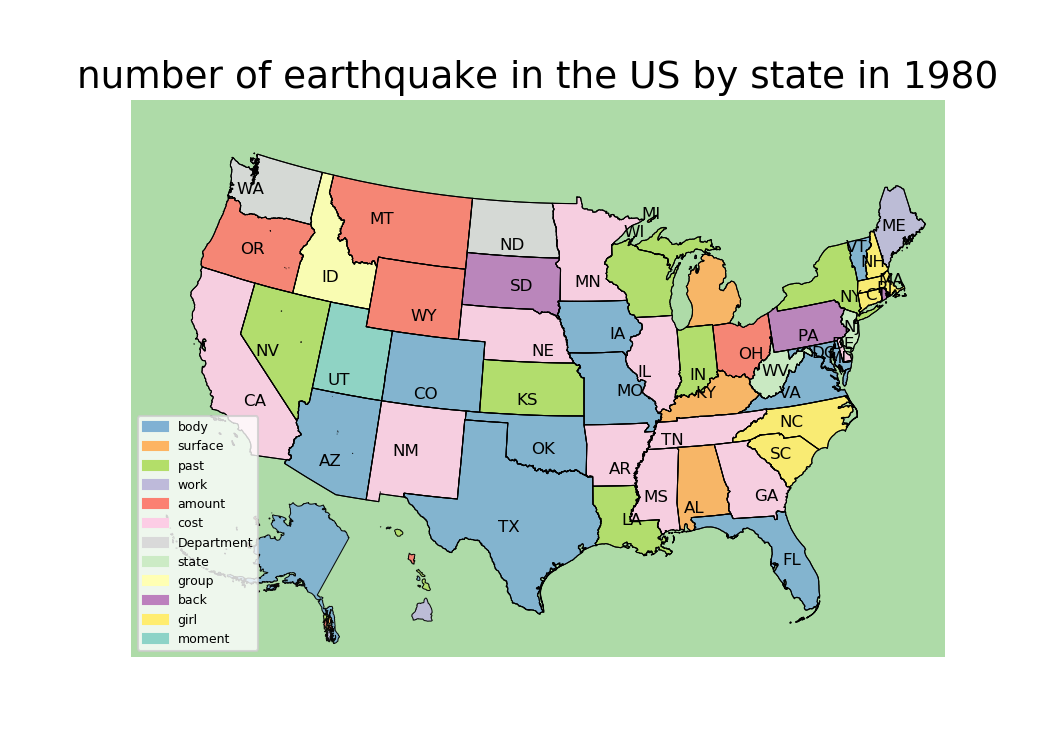 number of earthquake in the US by state in 1980
WA
MT
ND
MI
WI
ME
VT
NH
OR
ID
SD
MN
MA
WY
NY
CT
PA
NV
NE
IA
OH
DE
DC
MD
UT
CO
KS
IL
IN
WV
CA
MO
KY
VA
AZ
NM
OK
AR
TN
NC
SC
TX
LA
MS
AL
GA
FL
body
surface
past
work
amount
cost
Department
state
group
back
girl
moment